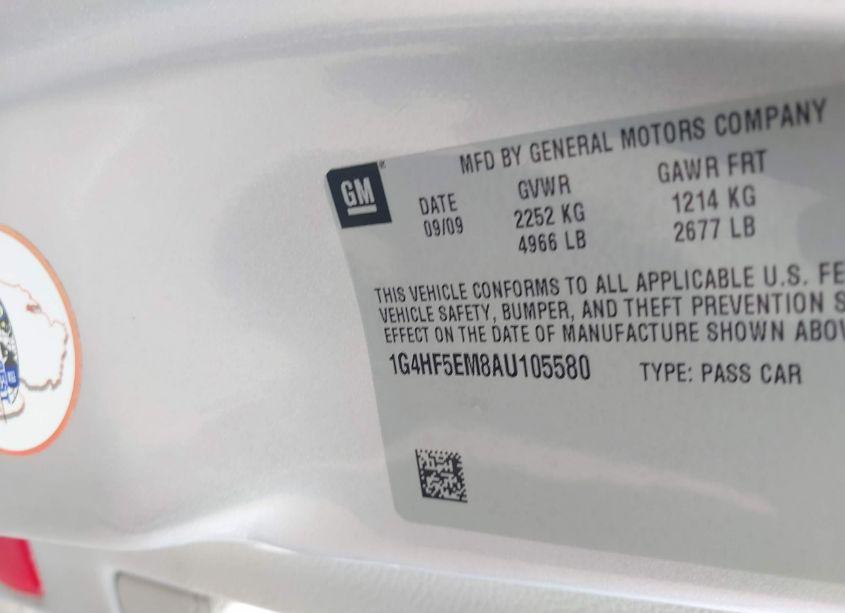 MFD BY GENERAL MOTORS COMPANY
GM
DATE GVWR GAWR FRT
09/09 2252 KG 1214 KG
4966 LB 2677 LB
THIS VEHICLE CONFORMS TO ALL APPLICABLE U.S. FE
VEHICLE SAFETY, BUMPER, AND THEFT PREVENTION S
EFFECT ON THE DATE OF MANUFACTURE SHOWN ABOV
1G4HF5EM8AU105580 TYPE: PASS CAR